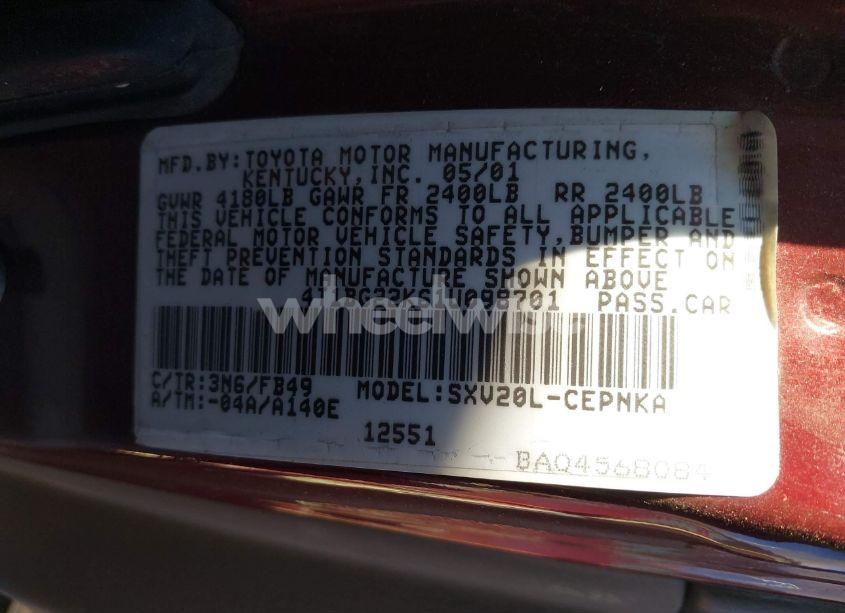 MFD.BY:TOYOTA MOTOR MANUFACTURING,
KENTUCKY,INC. 05/01
GVWR 4180LB GAWR FR 2400LB RR 2400LB
THIS VEHICLE CONFORMS TO ALL APPLICABLE
FEDERAL MOTOR VEHICLE SAFETY,BUMPER AND
THEFT PREVENTION STANDARDS IN EFFECT ON
THE DATE OF MANUFACTURE SHOWN ABOVE
PASS.CAR
wheelwise
C/TR:3N6/FB49 MODEL:SXV20L-CEPNKA
A/TM:-04A/A140E
12551
BAQ4568084